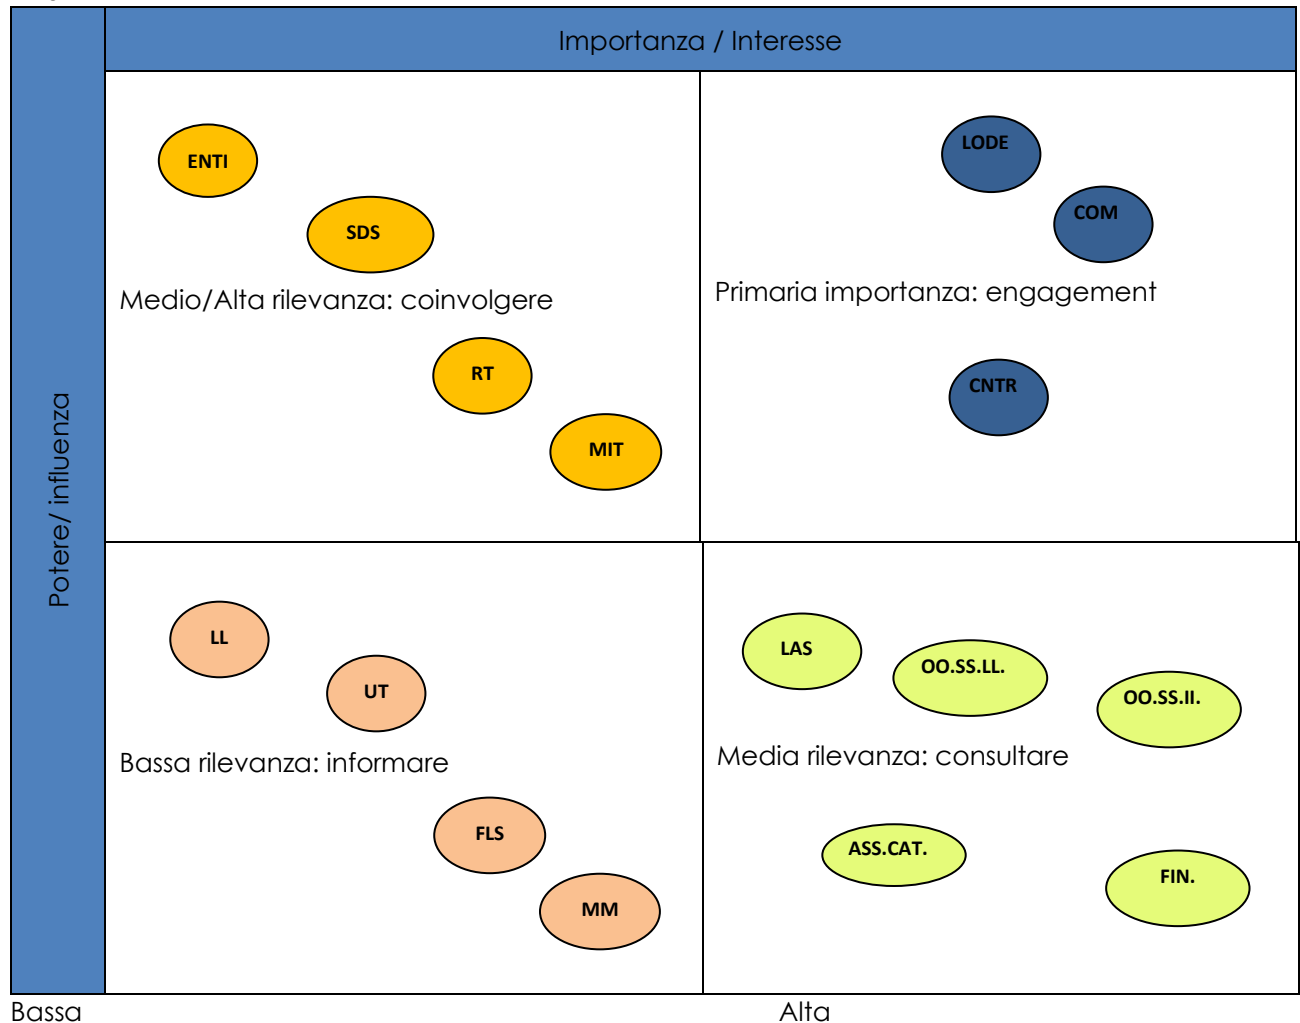 Importanza / Interesse
Potere/ influenza
ENTI
SDS
Medio/Alta rilevanza: coinvolgere
RT
MIT
LODE
COM
Primaria importanza: engagement
CNTR
LL
UT
Bassa rilevanza: informare
FLS
MM
LAS
OO.SS.LL.
OO.SS.II.
Media rilevanza: consultare
ASS.CAT.
FIN.
Bassa
Alta